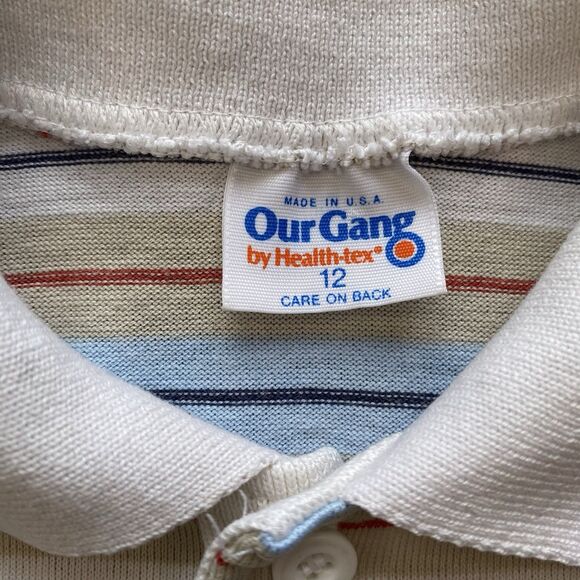 MADE IN U.S.A.
OurGang
by Health-tex®
12
CARE ON BACK